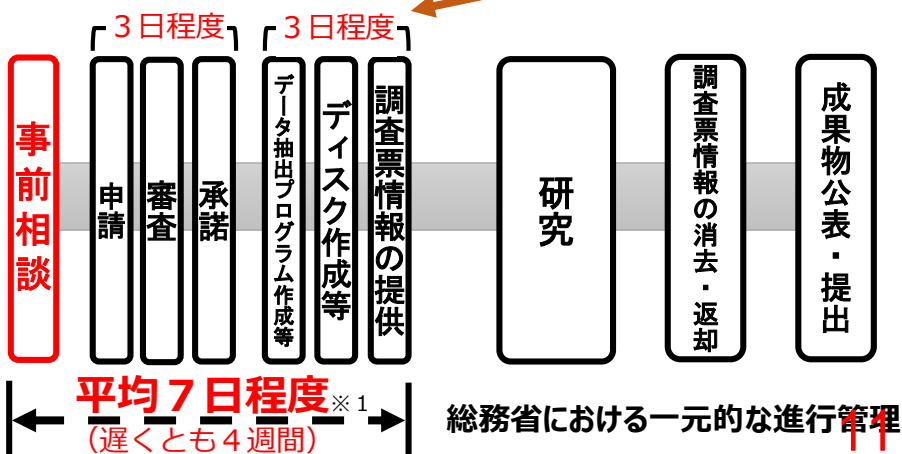 ３日程度
３日程度
事前相談
申請
審査
承諾
データ抽出プログラム作成等
ディスク作成等
調査票情報の提供
研究
調査票情報の消去・返却
成果物公表・提出
平均７日程度※１
（遅くとも４週間）
総務省における一元的な進行管理
11